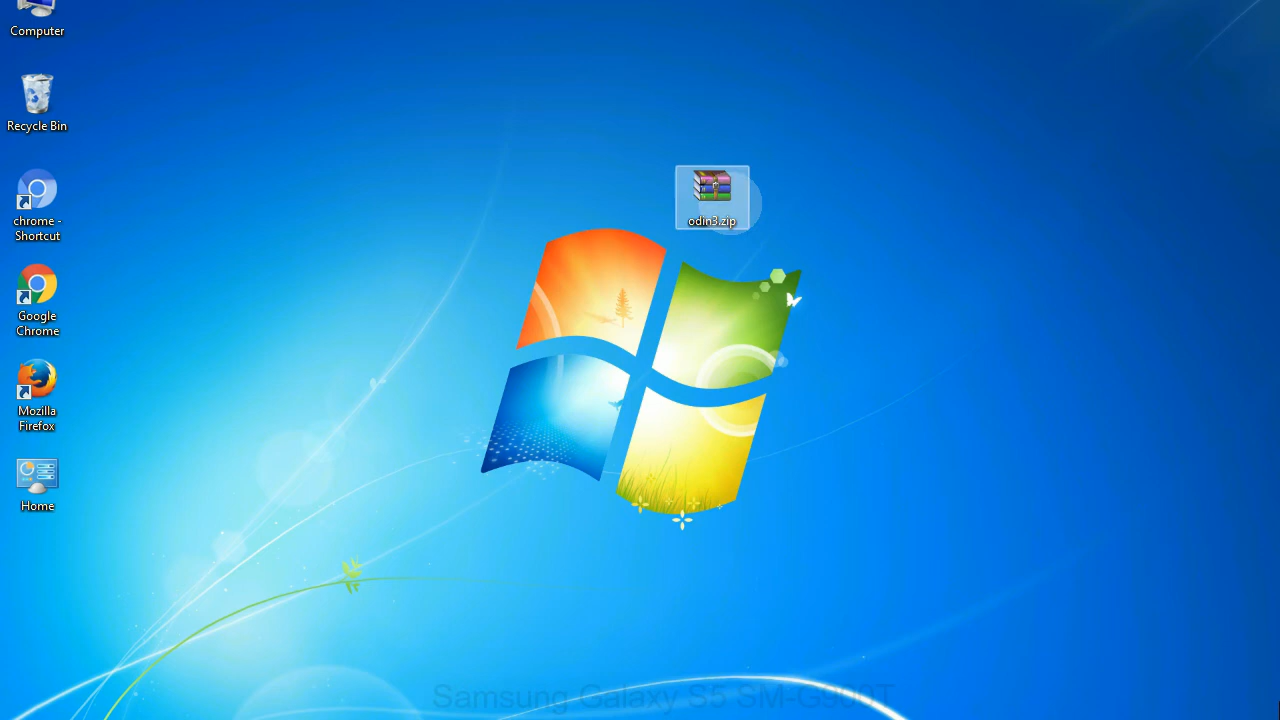 Computer
Recycle Bin
chrome -
Shortcut
Google
Chrome
Mozilla
Firefox
Home
odin3.zip
Samsung Galaxy S5 SM-G900T